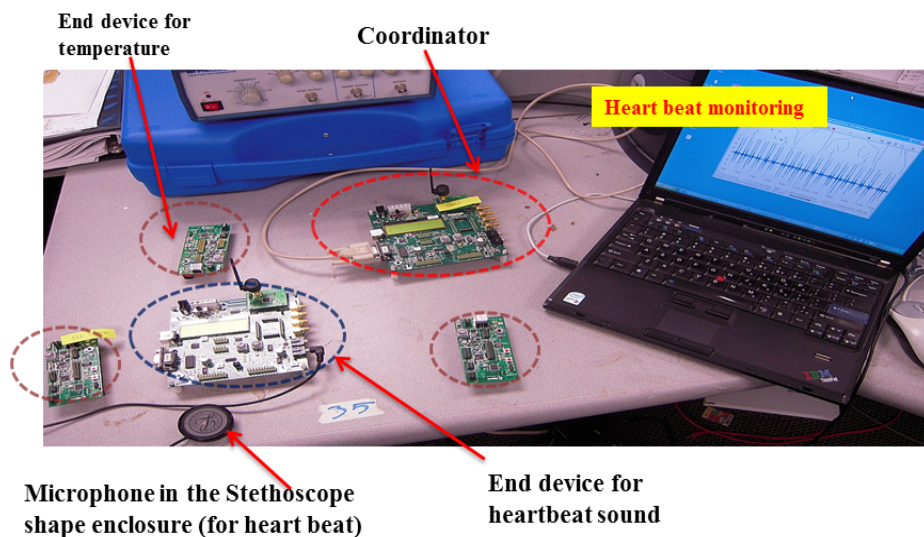 End device for
temperature
Coordinator
Heart beat monitoring
IBM
ThinkPad
35
Microphone in the Stethoscope
shape enclosure (for heart beat)
End device for
heartbeat sound